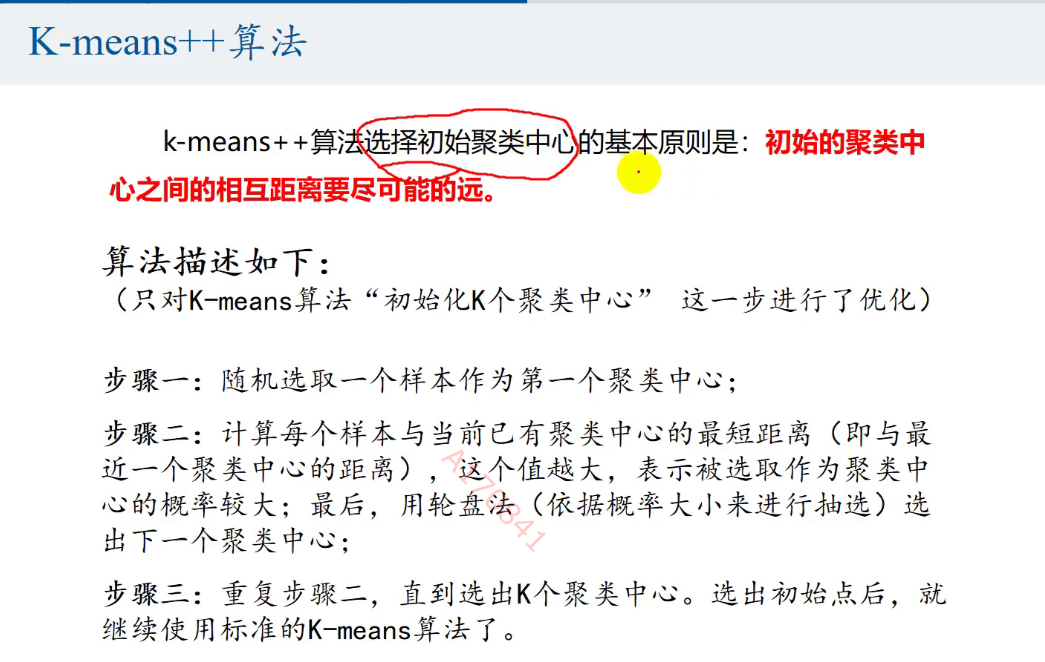 K-means++算法
k-means++算法选择初始聚类中心的基本原则是：初始的聚类中
心之间的相互距离要尽可能的远。
算法描述如下：
（只对K-means算法“初始化K个聚类中心” 这一步进行了优化）
步骤一：随机选取一个样本作为第一个聚类中心；
步骤二：计算每个样本与当前已有聚类中心的最短距离（即与最
近一个聚类中心的距离），这个值越大，表示被选取作为聚类中
心的概率较大；最后，用轮盘法（依据概率大小来进行抽选）选
出下一个聚类中心；
步骤三：重复步骤二，直到选出K个聚类中心。选出初始点后，就
继续使用标准的K-means算法了。